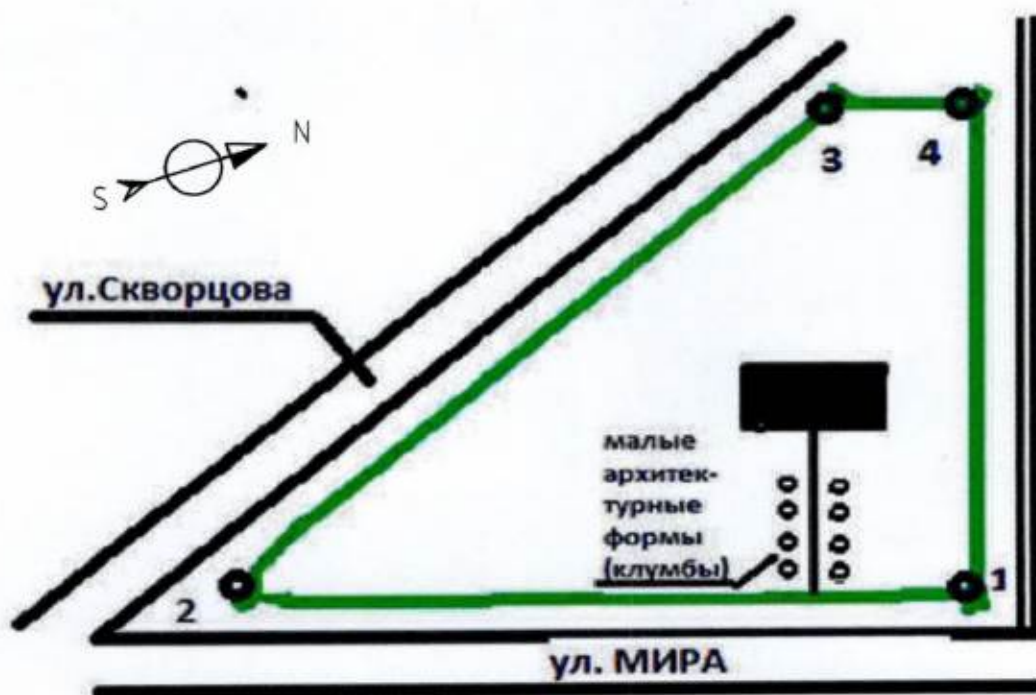 N
S
3
4
ул.Скворцова
малые
архитек-
турные
формы
(клумбы)
1
2
ул. МИРА